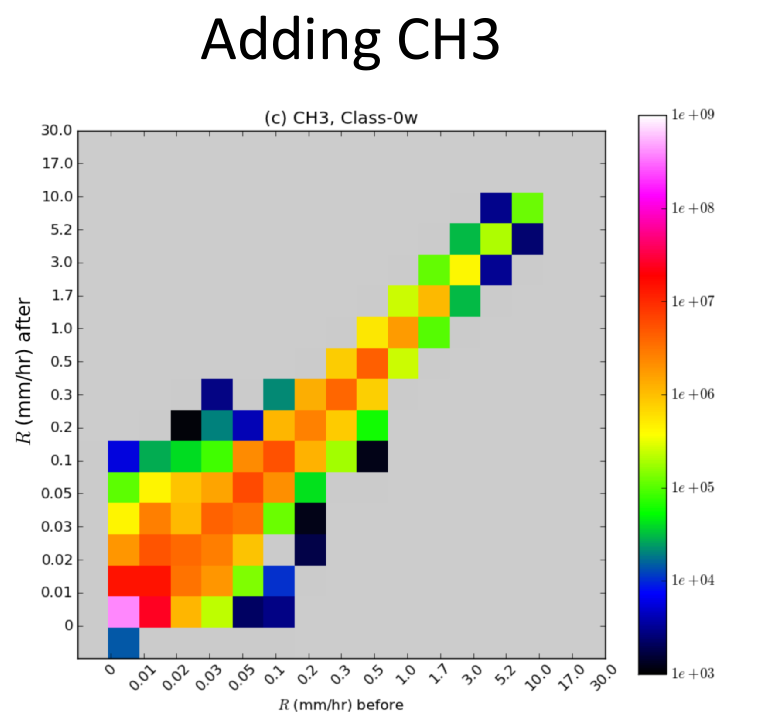 Adding CH3
(c) CH3, Class-0w
30.0
17.0
10.0
5.2
3.0
1.7
1.0
0.5
0.3
0.2
0.1
0.05
0.03
0.02
0.01
0
R (mm/hr) after
0 0.01 0.02 0.03 0.05 0.1 0.2 0.3 0.5 1.0 1.7 3.0 5.2 10.0 17.0 30.0
R (mm/hr) before
1e+09
1e+08
1e+07
1e+06
1e+05
1e+04
1e+03